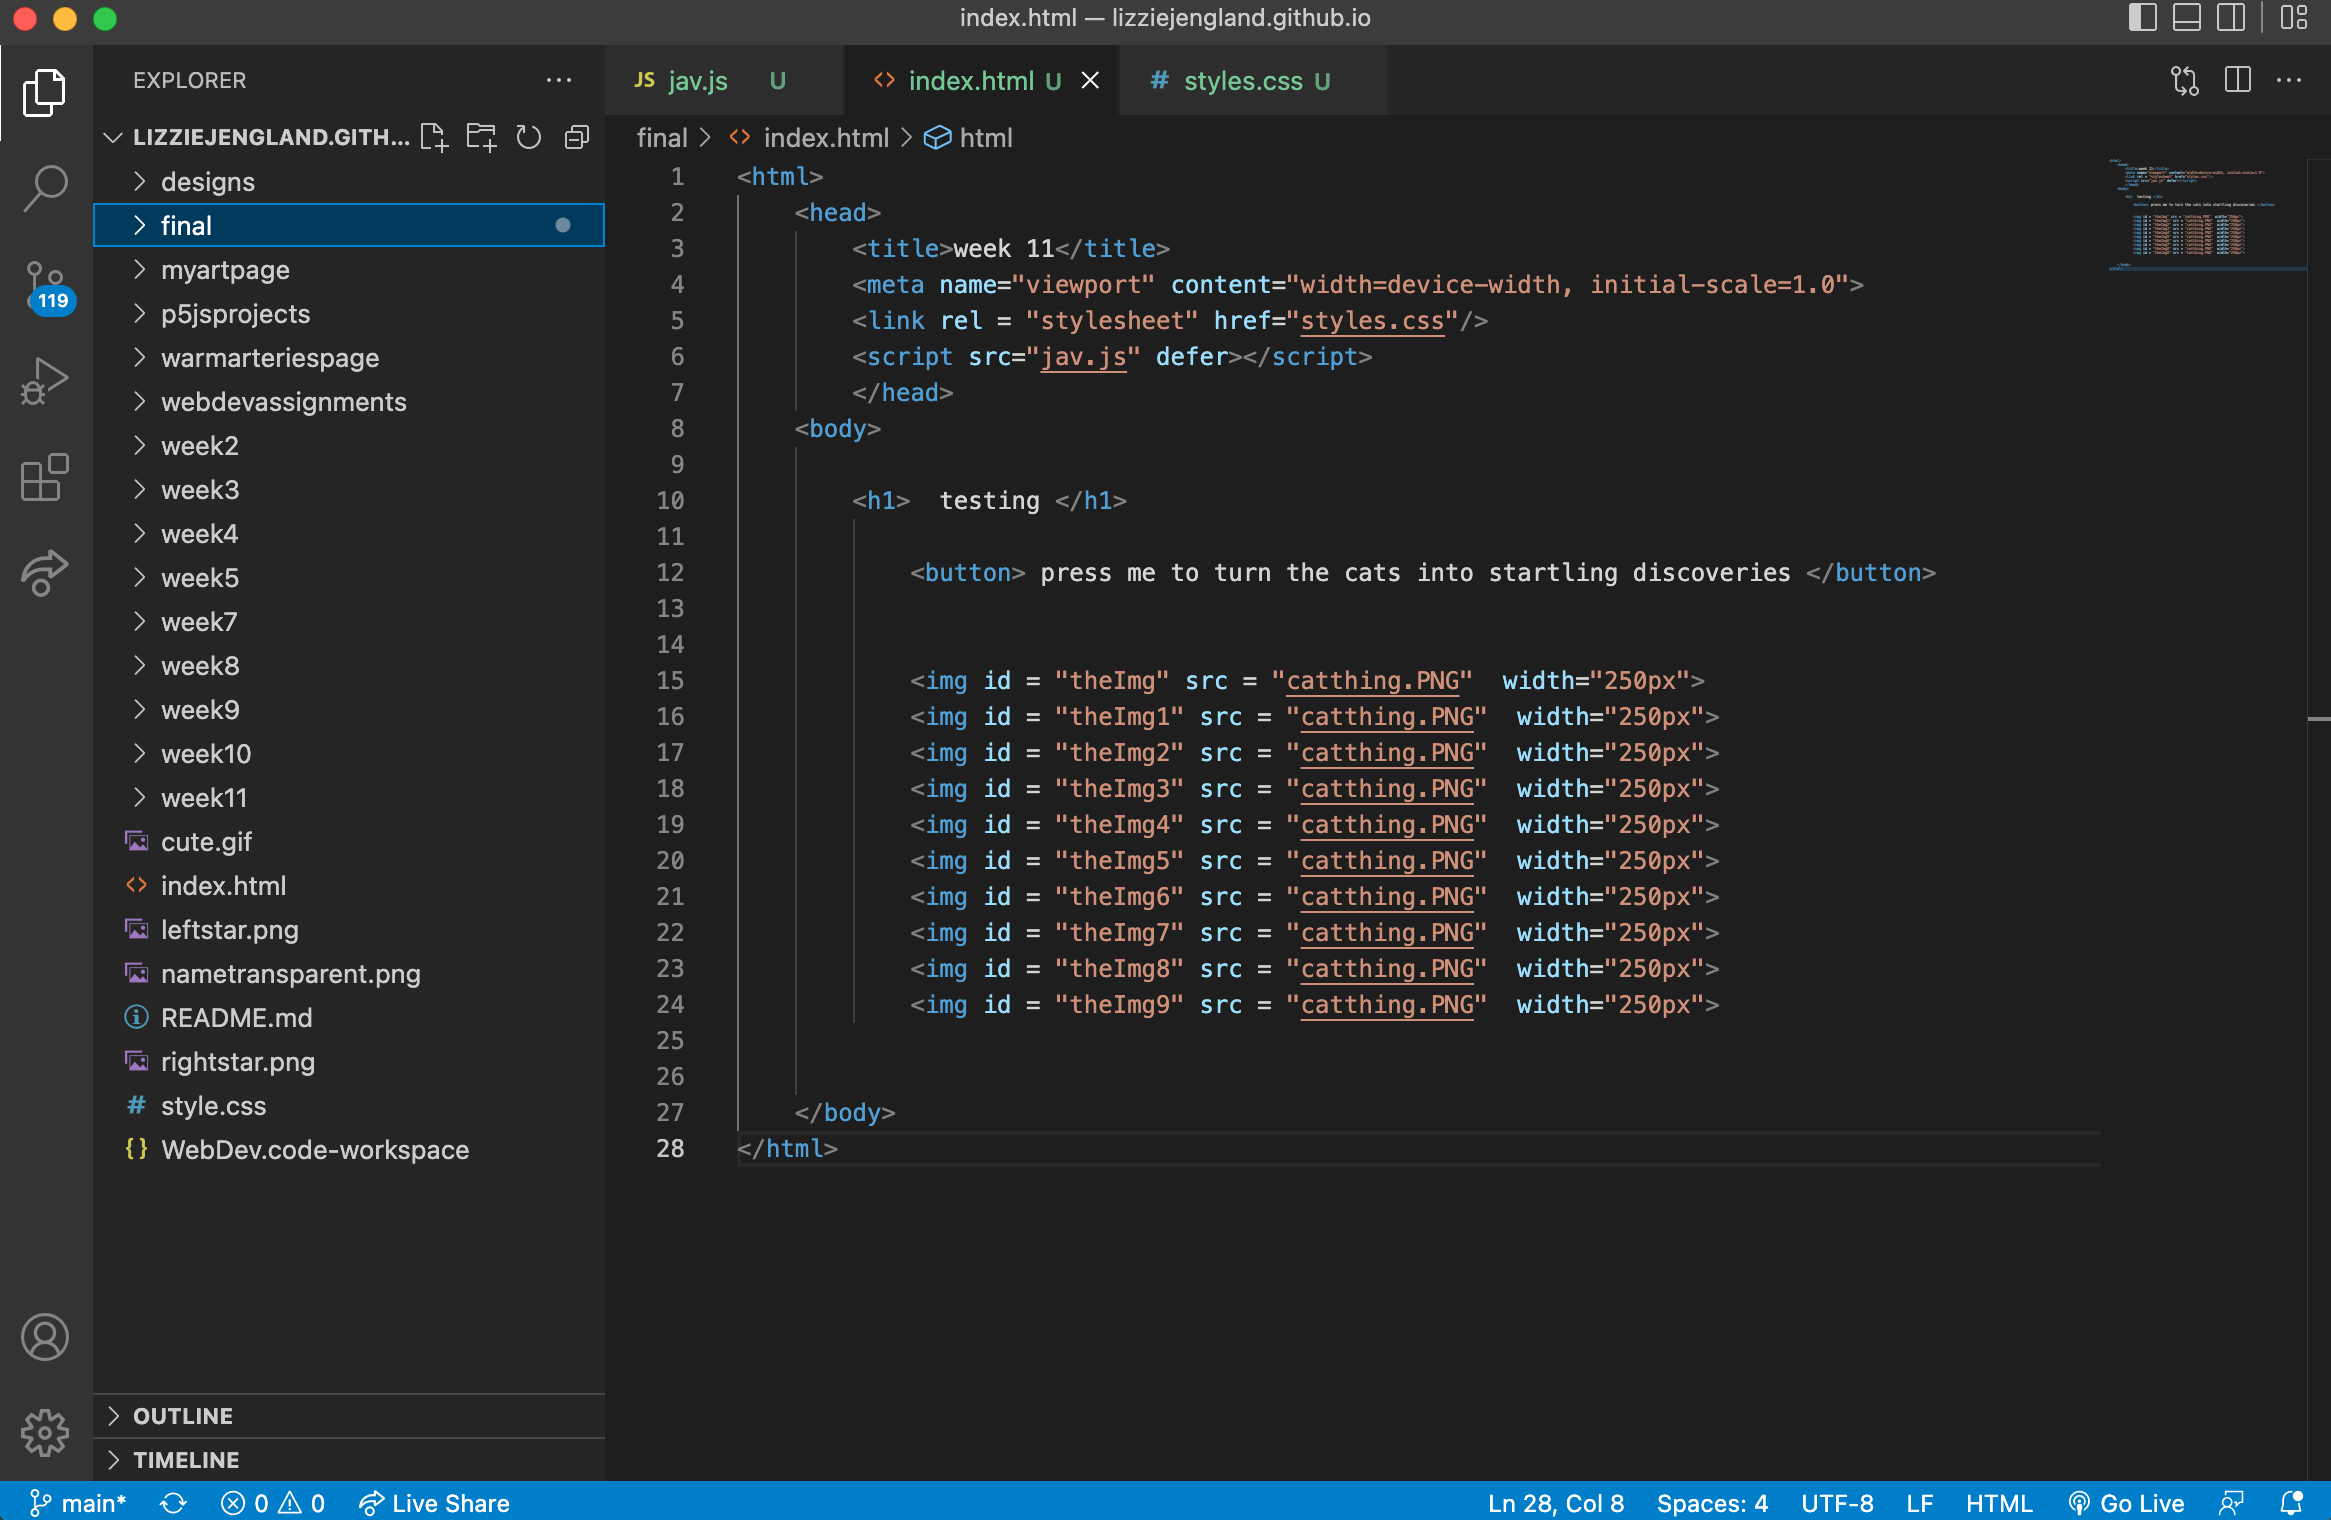 index.html — lizziejengland.github.io
EXPLORER
LIZZIEJENGLAND.GITH...
designs
final
myartpage
p5jsprojects
warmarteriespage
webdevassignments
week2
week3
week4
week5
week7
week8
week9
week10
week11
cute.gif
index.html
leftstar.png
nametransparent.png
README.md
rightstar.png
style.css
WebDev.code-workspace
OUTLINE
TIMELINE
119
JS jav.js U
index.html U
# styles.css U
final > index.html > html
1 <html>
2 <head>
3 <title>week 11</title>
4 <meta name="viewport" content="width=device-width, initial-scale=1.0">
5 <link rel = "stylesheet" href="styles.css"/>
6 <script src="jav.js" defer></script>
7 </head>
8 <body>
9
10 <h1>  testing </h1>
11
12 <button> press me to turn the cats into startling discoveries </button>
13
14
15 <img id = "theImg" src = "catthing.PNG"  width="250px">
16 <img id = "theImg1" src = "catthing.PNG"  width="250px">
17 <img id = "theImg2" src = "catthing.PNG"  width="250px">
18 <img id = "theImg3" src = "catthing.PNG"  width="250px">
19 <img id = "theImg4" src = "catthing.PNG"  width="250px">
20 <img id = "theImg5" src = "catthing.PNG"  width="250px">
21 <img id = "theImg6" src = "catthing.PNG"  width="250px">
22 <img id = "theImg7" src = "catthing.PNG"  width="250px">
23 <img id = "theImg8" src = "catthing.PNG"  width="250px">
24 <img id = "theImg9" src = "catthing.PNG"  width="250px">
25
26
27 </body>
28 </html>
main* 0 0 Live Share Ln 28, Col 8 Spaces: 4 UTF-8 LF HTML Go Live